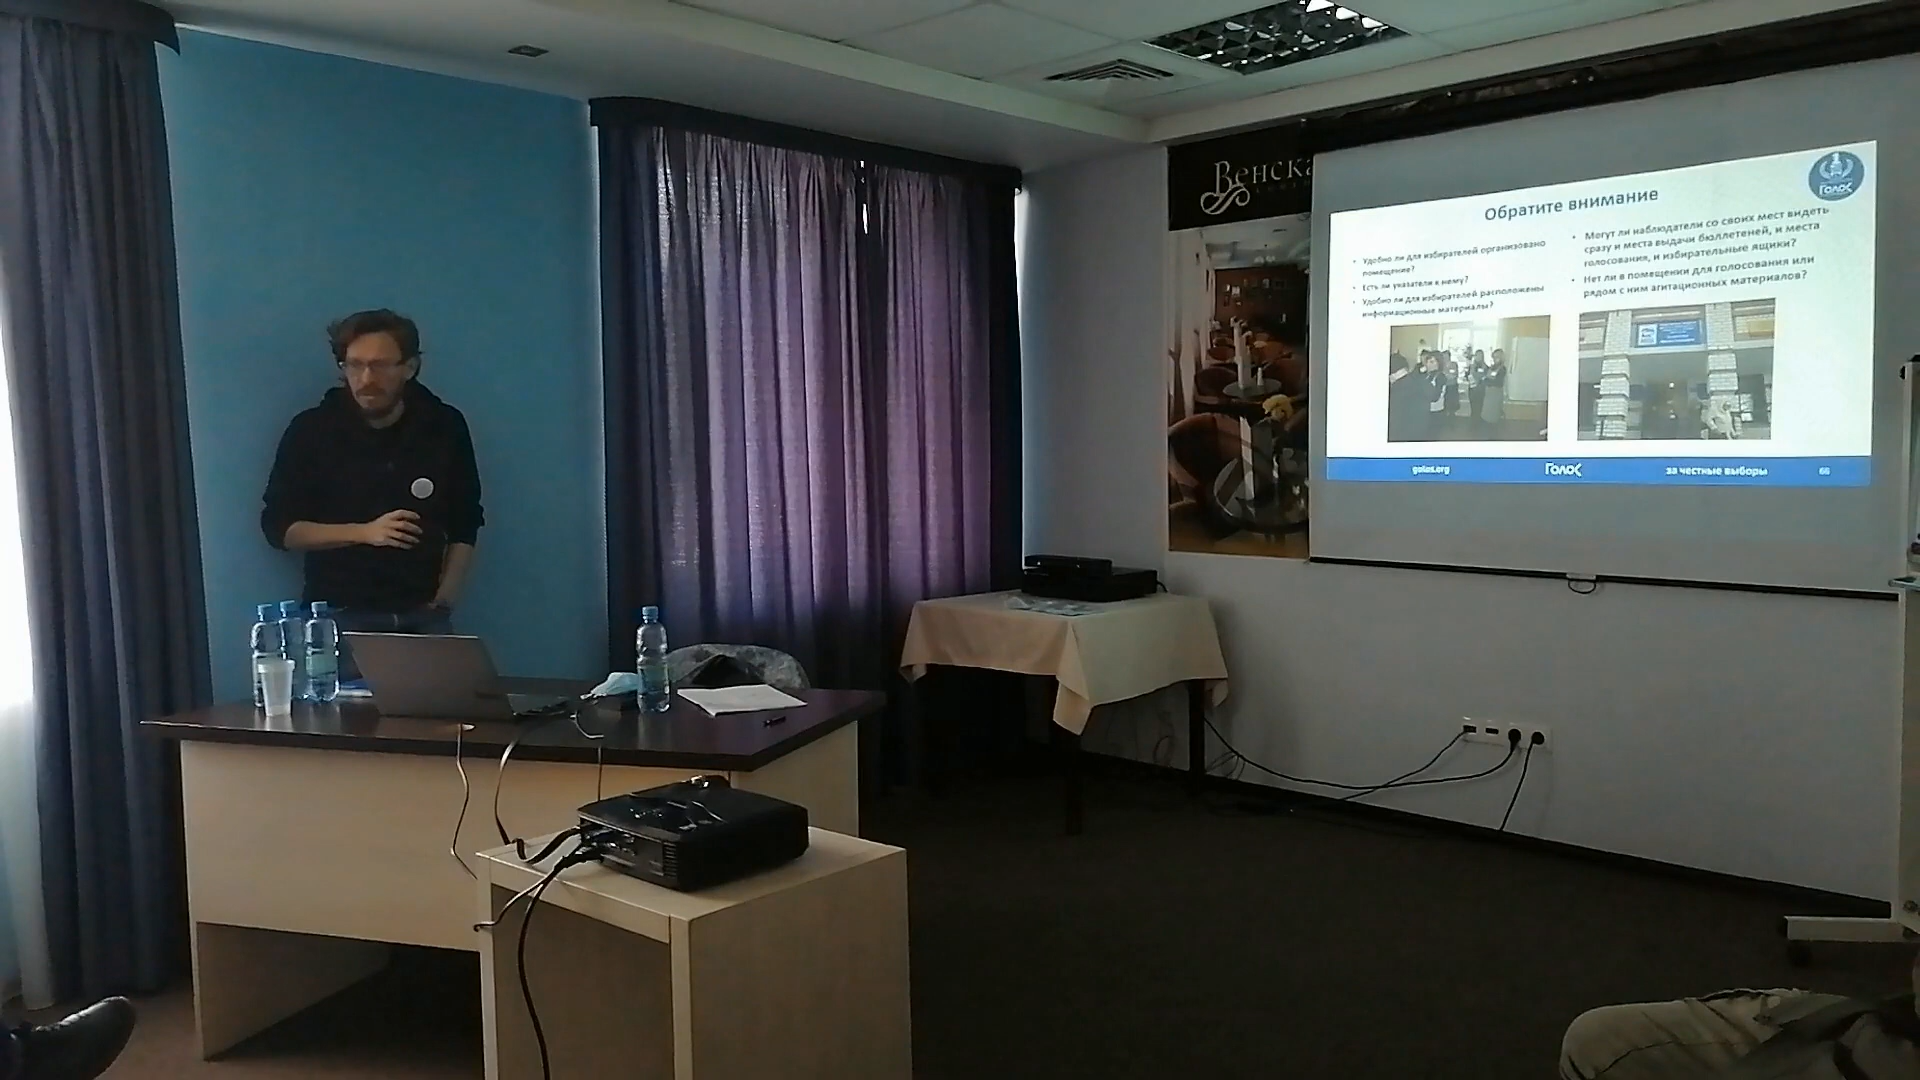 Венска
Голос
Обратите внимание
• Удобно ли для избирателей организовано
помещение?
• Есть ли указатели к нему?
• Удобно ли для избирателей расположены
информационные материалы?
• Могут ли наблюдатели со своих мест видеть
сразу и места выдачи бюллетеней, и места
голосования, и избирательные ящики?
• Нет ли в помещении для голосования или
рядом с ним агитационных материалов?
golos.org
Голос
за честные выборы
66